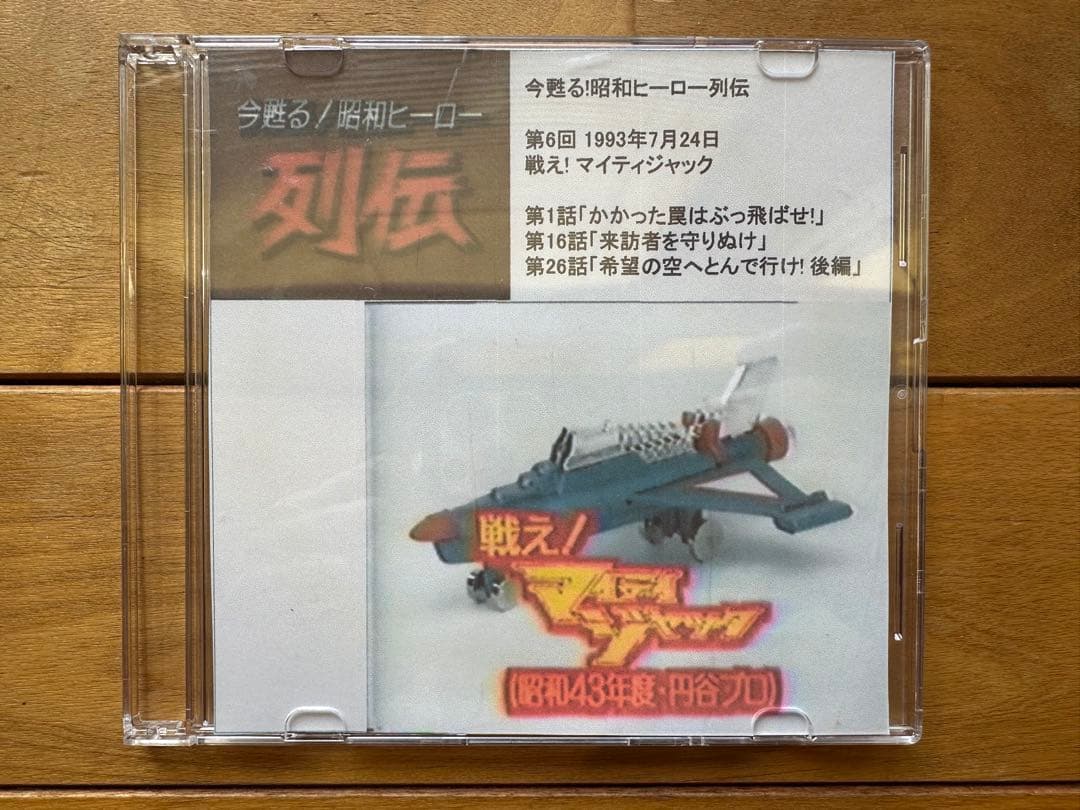 今甦る!昭和ヒーロー
列伝
今甦る!昭和ヒーロー列伝
第6回 1993年7月24日
戦え! マイティジャック
第1話「かかった罠はぶっ飛ばせ!」
第16話「来訪者を守りぬけ」
第26話「希望の空へとんで行け! 後編」
戦え!
マイティ
ジャック
(昭和43年度・円谷プロ)